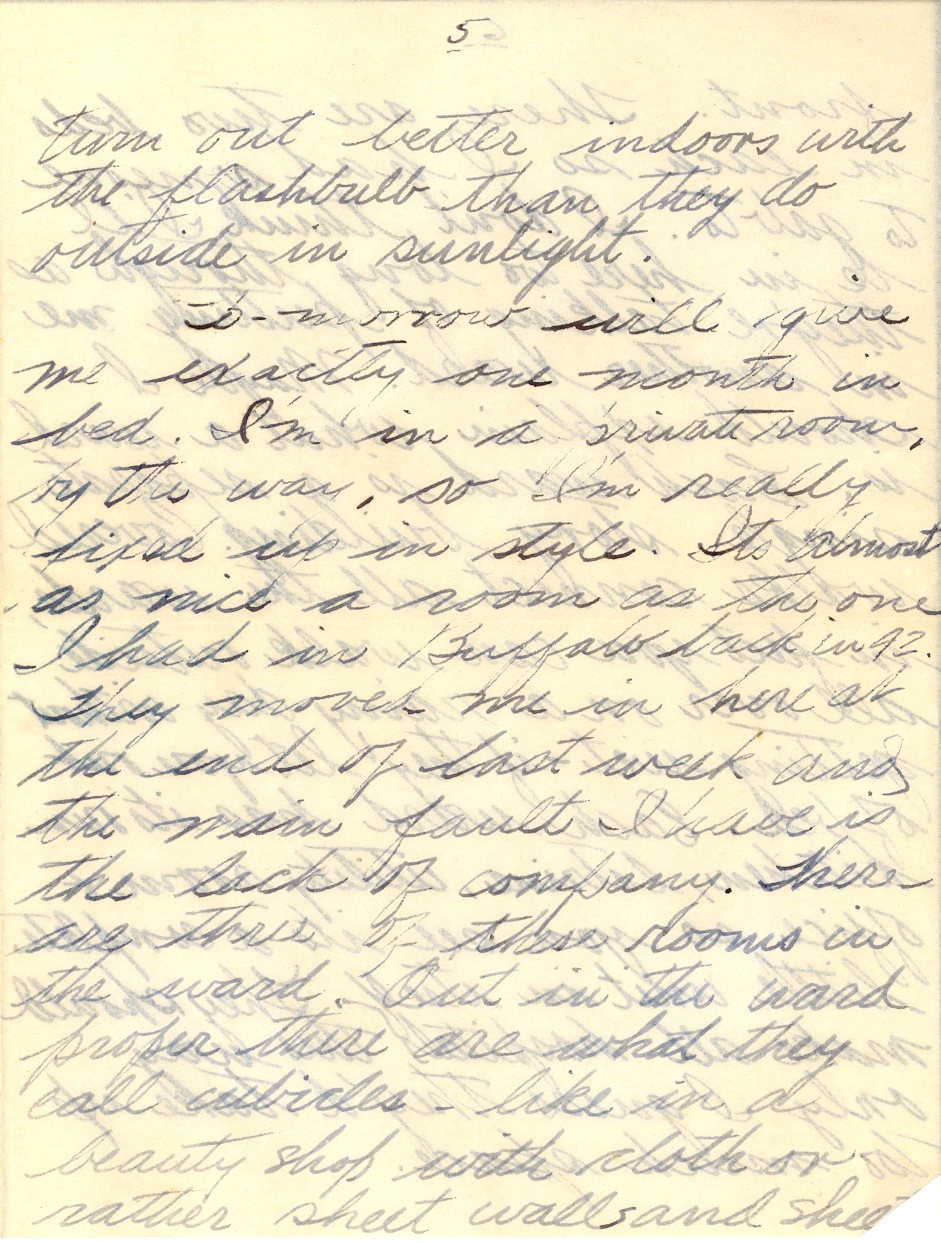 5
turn out better indoors with
the flashbulb than they do
outside in sunlight.
To-morrow will give
me exactly one month in
bed. I'm in a private room,
by the way, so I'm really
fixed up in style. Its almost
as nice a room as the one
I had in Buffalo back in 42.
They moved me in here at
the end of last week and
the main fault I have is
the lack of company. There
are three of these rooms in
the ward. Out in the ward
proper there are what they
call cubicles - like in a
beauty shop with cloth or
rather sheet walls and sheet